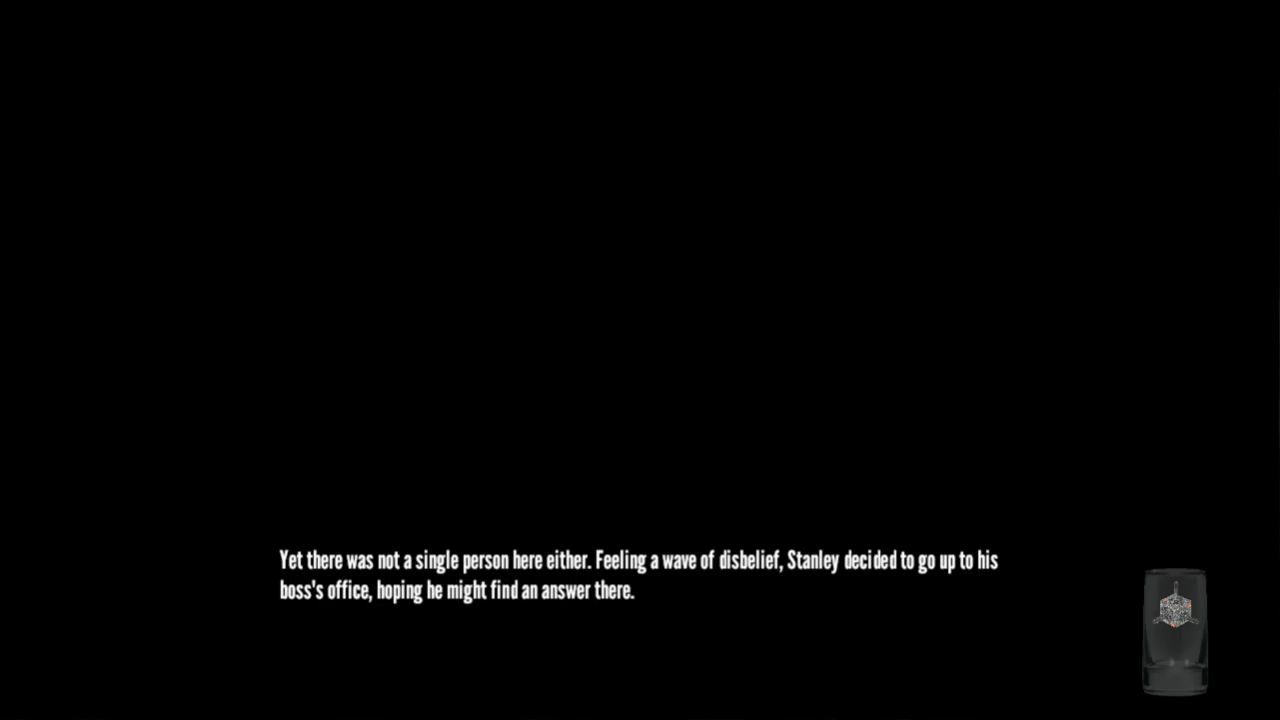 Yet there was not a single person here either. Feeling a wave of disbelief, Stanley decided to go up to his
boss's office, hoping he might find an answer there.